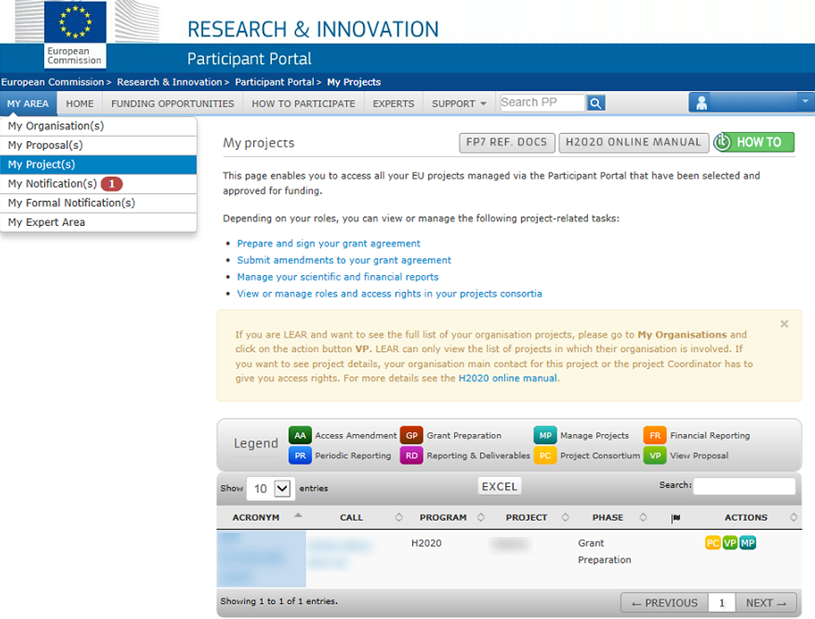 European
Commission
RESEARCH & INNOVATION
Participant Portal
European Commission > Research & Innovation > Participant Portal > My Projects
MY AREA HOME FUNDING OPPORTUNITIES HOW TO PARTICIPATE EXPERTS SUPPORT Search PP
My Organisation(s)
My Proposal(s)
My Project(s)
My Notification(s) 1
My Formal Notification(s)
My Expert Area
My projects FP7 REF. DOCS H2020 ONLINE MANUAL HOW TO
This page enables you to access all your EU projects managed via the Participant Portal that have been selected and
approved for funding.
Depending on your roles, you can view or manage the following project-related tasks:
• Prepare and sign your grant agreement
• Submit amendments to your grant agreement
• Manage your scientific and financial reports
• View or manage roles and access rights in your projects consortia
If you are LEAR and want to see the full list of your organisation projects, please go to My Organisations and
click on the action button VP. LEAR can only view the list of projects in which their organisation is involved. If
you want to see project details, your organisation main contact for this project or the project Coordinator has to
give you access rights. For more details see the H2020 online manual.
Legend
AA Access Amendment GP Grant Preparation MP Manage Projects FR Financial Reporting
PR Periodic Reporting RD Reporting & Deliverables PC Project Consortium VP View Proposal
Show 10 entries EXCEL Search:
ACRONYM CALL PROGRAM PROJECT PHASE ACTIONS
H2020 Grant PC VP MP
Preparation
Showing 1 to 1 of 1 entries. ← PREVIOUS 1 NEXT →